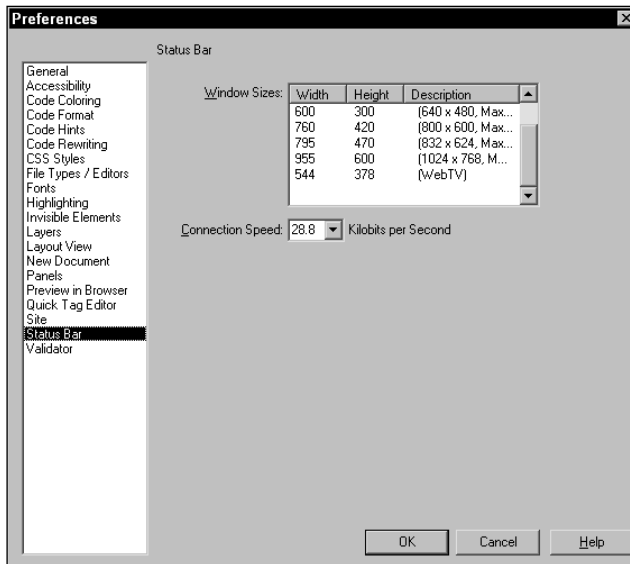 Preferences
Status Bar
General
Accessibility
Code Coloring
Code Format
Code Hints
Code Rewriting
CSS Styles
File Types / Editors
Fonts
Highlighting
Invisible Elements
Layers
Layout View
New Document
Panels
Preview in Browser
Quick Tag Editor
Site
Status Bar
Validator
Window Sizes:
Width Height Description
600 300 (640 x 480, Max...
760 420 (800 x 600, Max...
795 470 (832 x 624, Max...
955 600 (1024 x 768, M...
544 378 (WebTV)
Connection Speed: 28.8 Kilobits per Second
OK Cancel Help